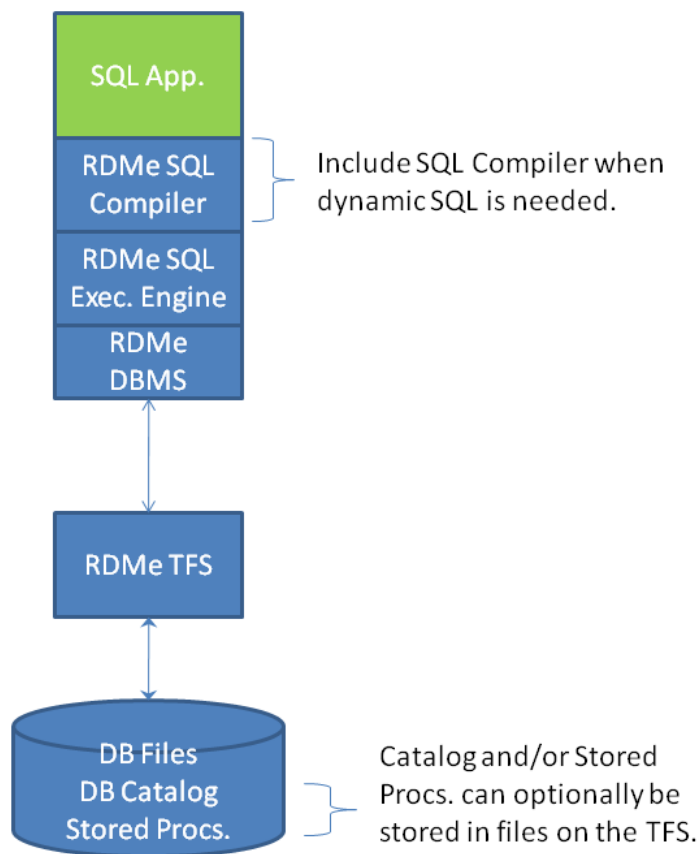 SQL App.
RDMe SQL
Compiler
Include SQL Compiler when
dynamic SQL is needed.
RDMe SQL
Exec. Engine
RDMe
DBMS
RDMe TFS
DB Files
DB Catalog
Stored Procs.
Catalog and/or Stored
Procs. can optionally be
stored in files on the TFS.